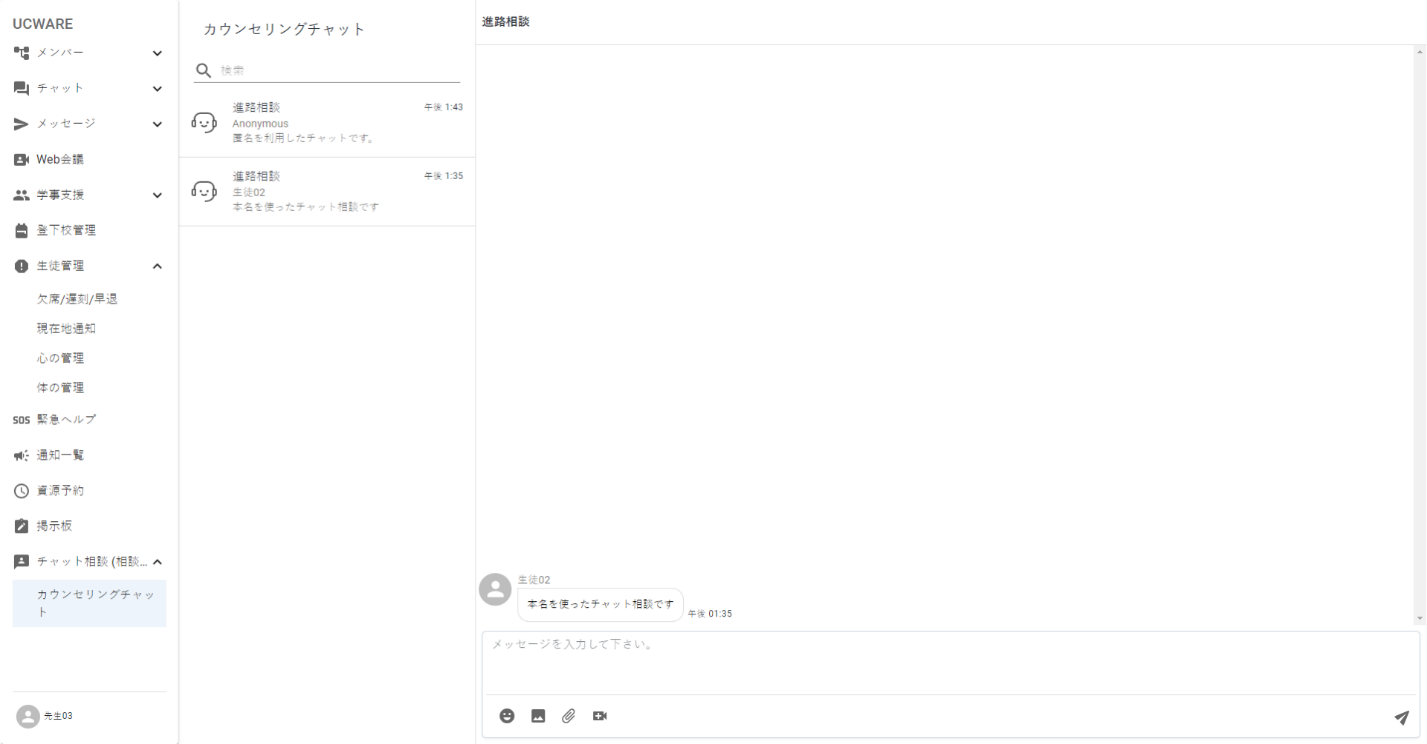 UCWARE
メンバー
チャット
メッセージ
Web会議
学事支援
登下校管理
生徒管理
欠席/遅刻/早退
現在地通知
心の管理
体の管理
SOS 緊急ヘルプ
通知一覧
資源予約
掲示板
チャット相談 (相談...
カウンセリングチャッ
ト
先生03
カウンセリングチャット
検索
進路相談 午後 1:43
Anonymous
匿名を利用したチャットです。
進路相談 午後 1:35
生徒02
本名を使ったチャット相談です
進路相談
生徒02
本名を使ったチャット相談です 午後 01:35
メッセージを入力して下さい。